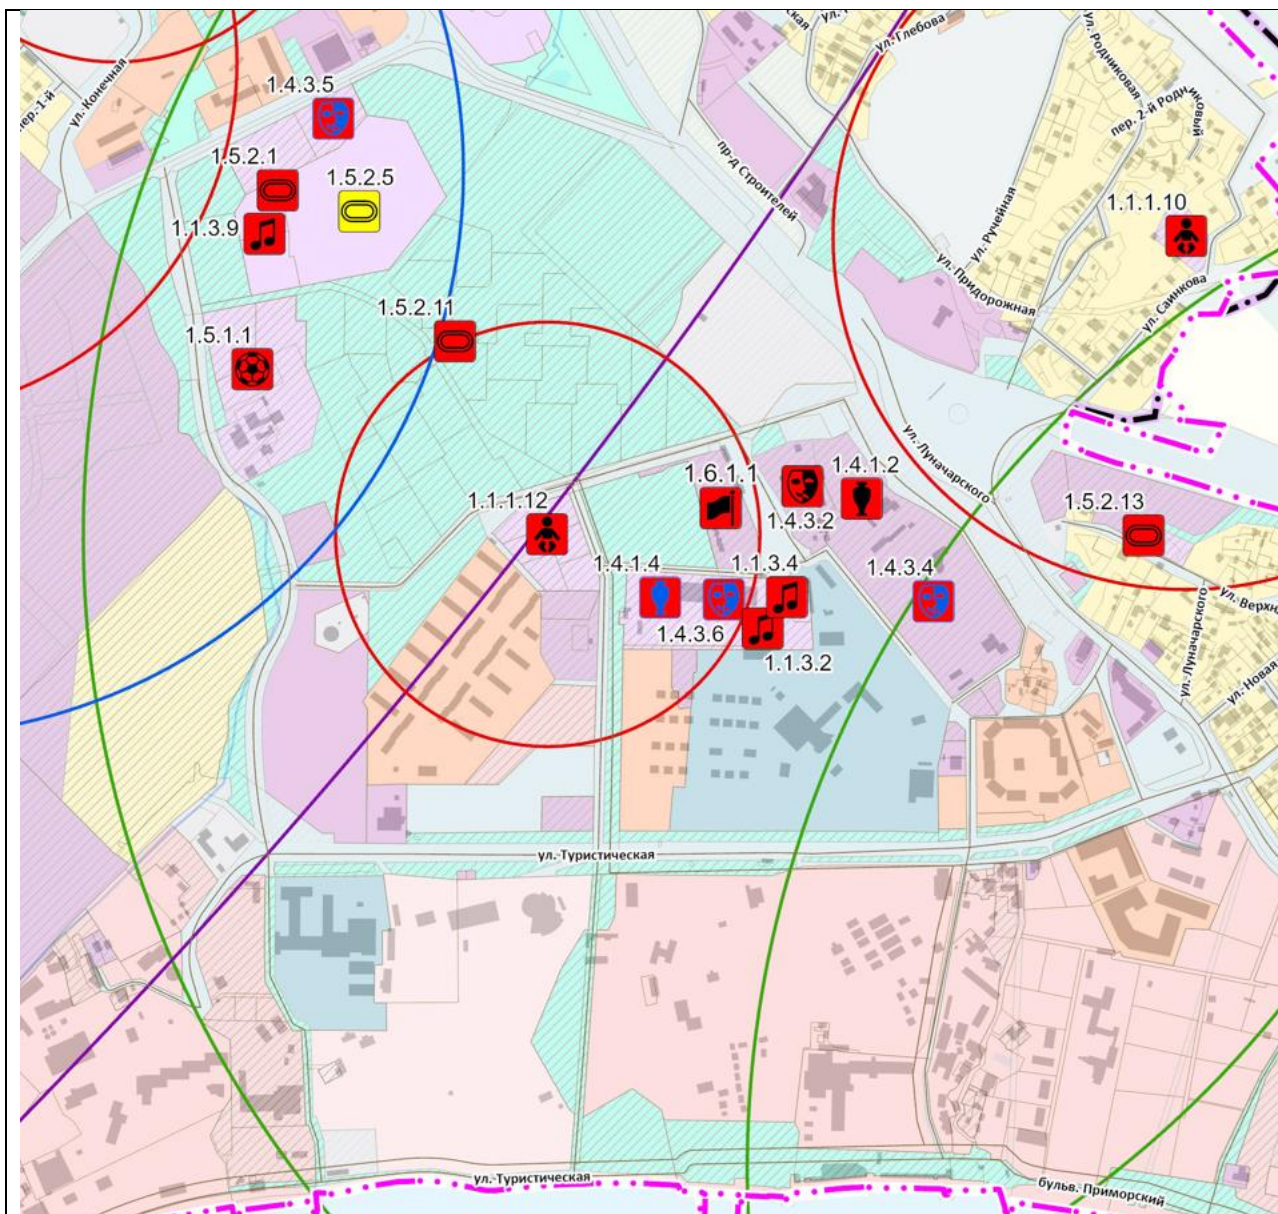 ул. Глебова
ул. Конечная
пер. 1-й
ул. Родниковая
пер. 2-й Родниковый
1.4.3.5
1.5.2.1
1.5.2.5
1.1.3.9
пр-д Строителей
1.1.1.10
ул. Ручейная
ул. Придорожная
ул. Саинкова
1.5.2.11
1.5.1.1
ул. Луначарского
1.1.1.12
1.6.1.1
1.4.1.2
1.4.3.2
1.5.2.13
1.4.1.4
1.1.3.4
1.4.3.4
1.4.3.6
1.1.3.2
ул. Верхн
ул. Луначарского
ул. Новая
ул. Туристическая
ул. Туристическая
бульв. Приморский